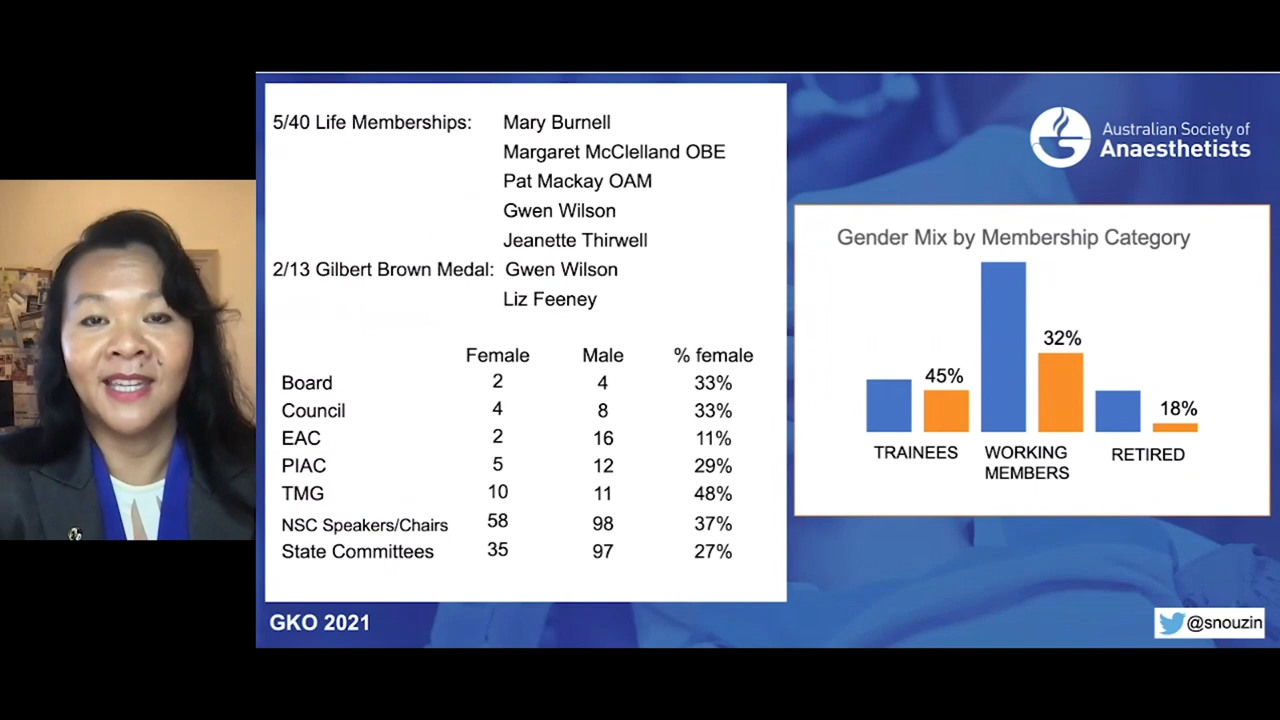 5/40 Life Memberships: Mary Burnell
Margaret McClelland OBE
Pat Mackay OAM
Gwen Wilson
Jeanette Thirwell
2/13 Gilbert Brown Medal: Gwen Wilson
Liz Feeney
Female Male % female
Board 2 4 33%
Council 4 8 33%
EAC 2 16 11%
PIAC 5 12 29%
TMG 10 11 48%
NSC Speakers/Chairs 58 98 37%
State Committees 35 97 27%
GKO 2021
Australian Society of
Anaesthetists
Gender Mix by Membership Category
45%
32%
18%
TRAINEES
WORKING
MEMBERS
RETIRED
@snouzin